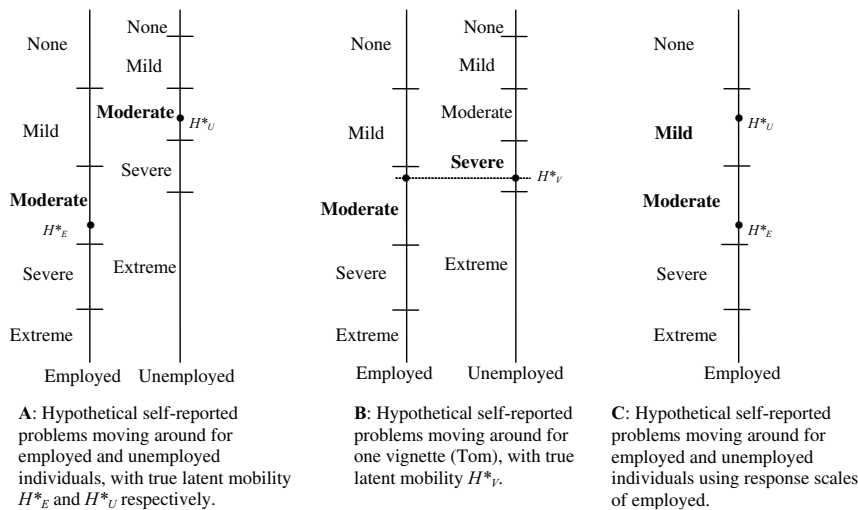 None
Mild
Moderate
H*E
Severe
Extreme
Employed
None
Mild
Moderate
H*U
Severe
Extreme
Unemployed
A: Hypothetical self-reported
problems moving around for
employed and unemployed
individuals, with true latent mobility
H*E and H*U respectively.
None
Mild
Moderate
Severe
Extreme
Employed
None
Mild
Moderate
Severe
H*V
Extreme
Unemployed
B: Hypothetical self-reported
problems moving around for
one vignette (Tom), with true
latent mobility H*V.
None
H*U
Mild
Moderate
H*E
Severe
Extreme
Employed
C: Hypothetical self-reported
problems moving around for
employed and unemployed
individuals using response scales
of employed.